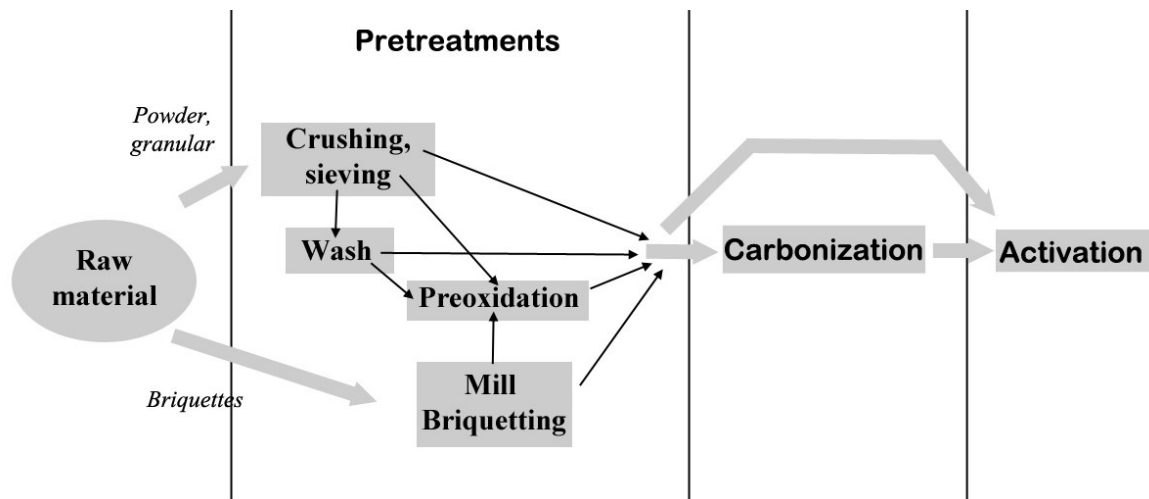 Pretreatments
Powder,
granular
Crushing,
sieving
Wash
Raw
material
Carbonization
Activation
Preoxidation
Mill
Briquetting
Briquettes